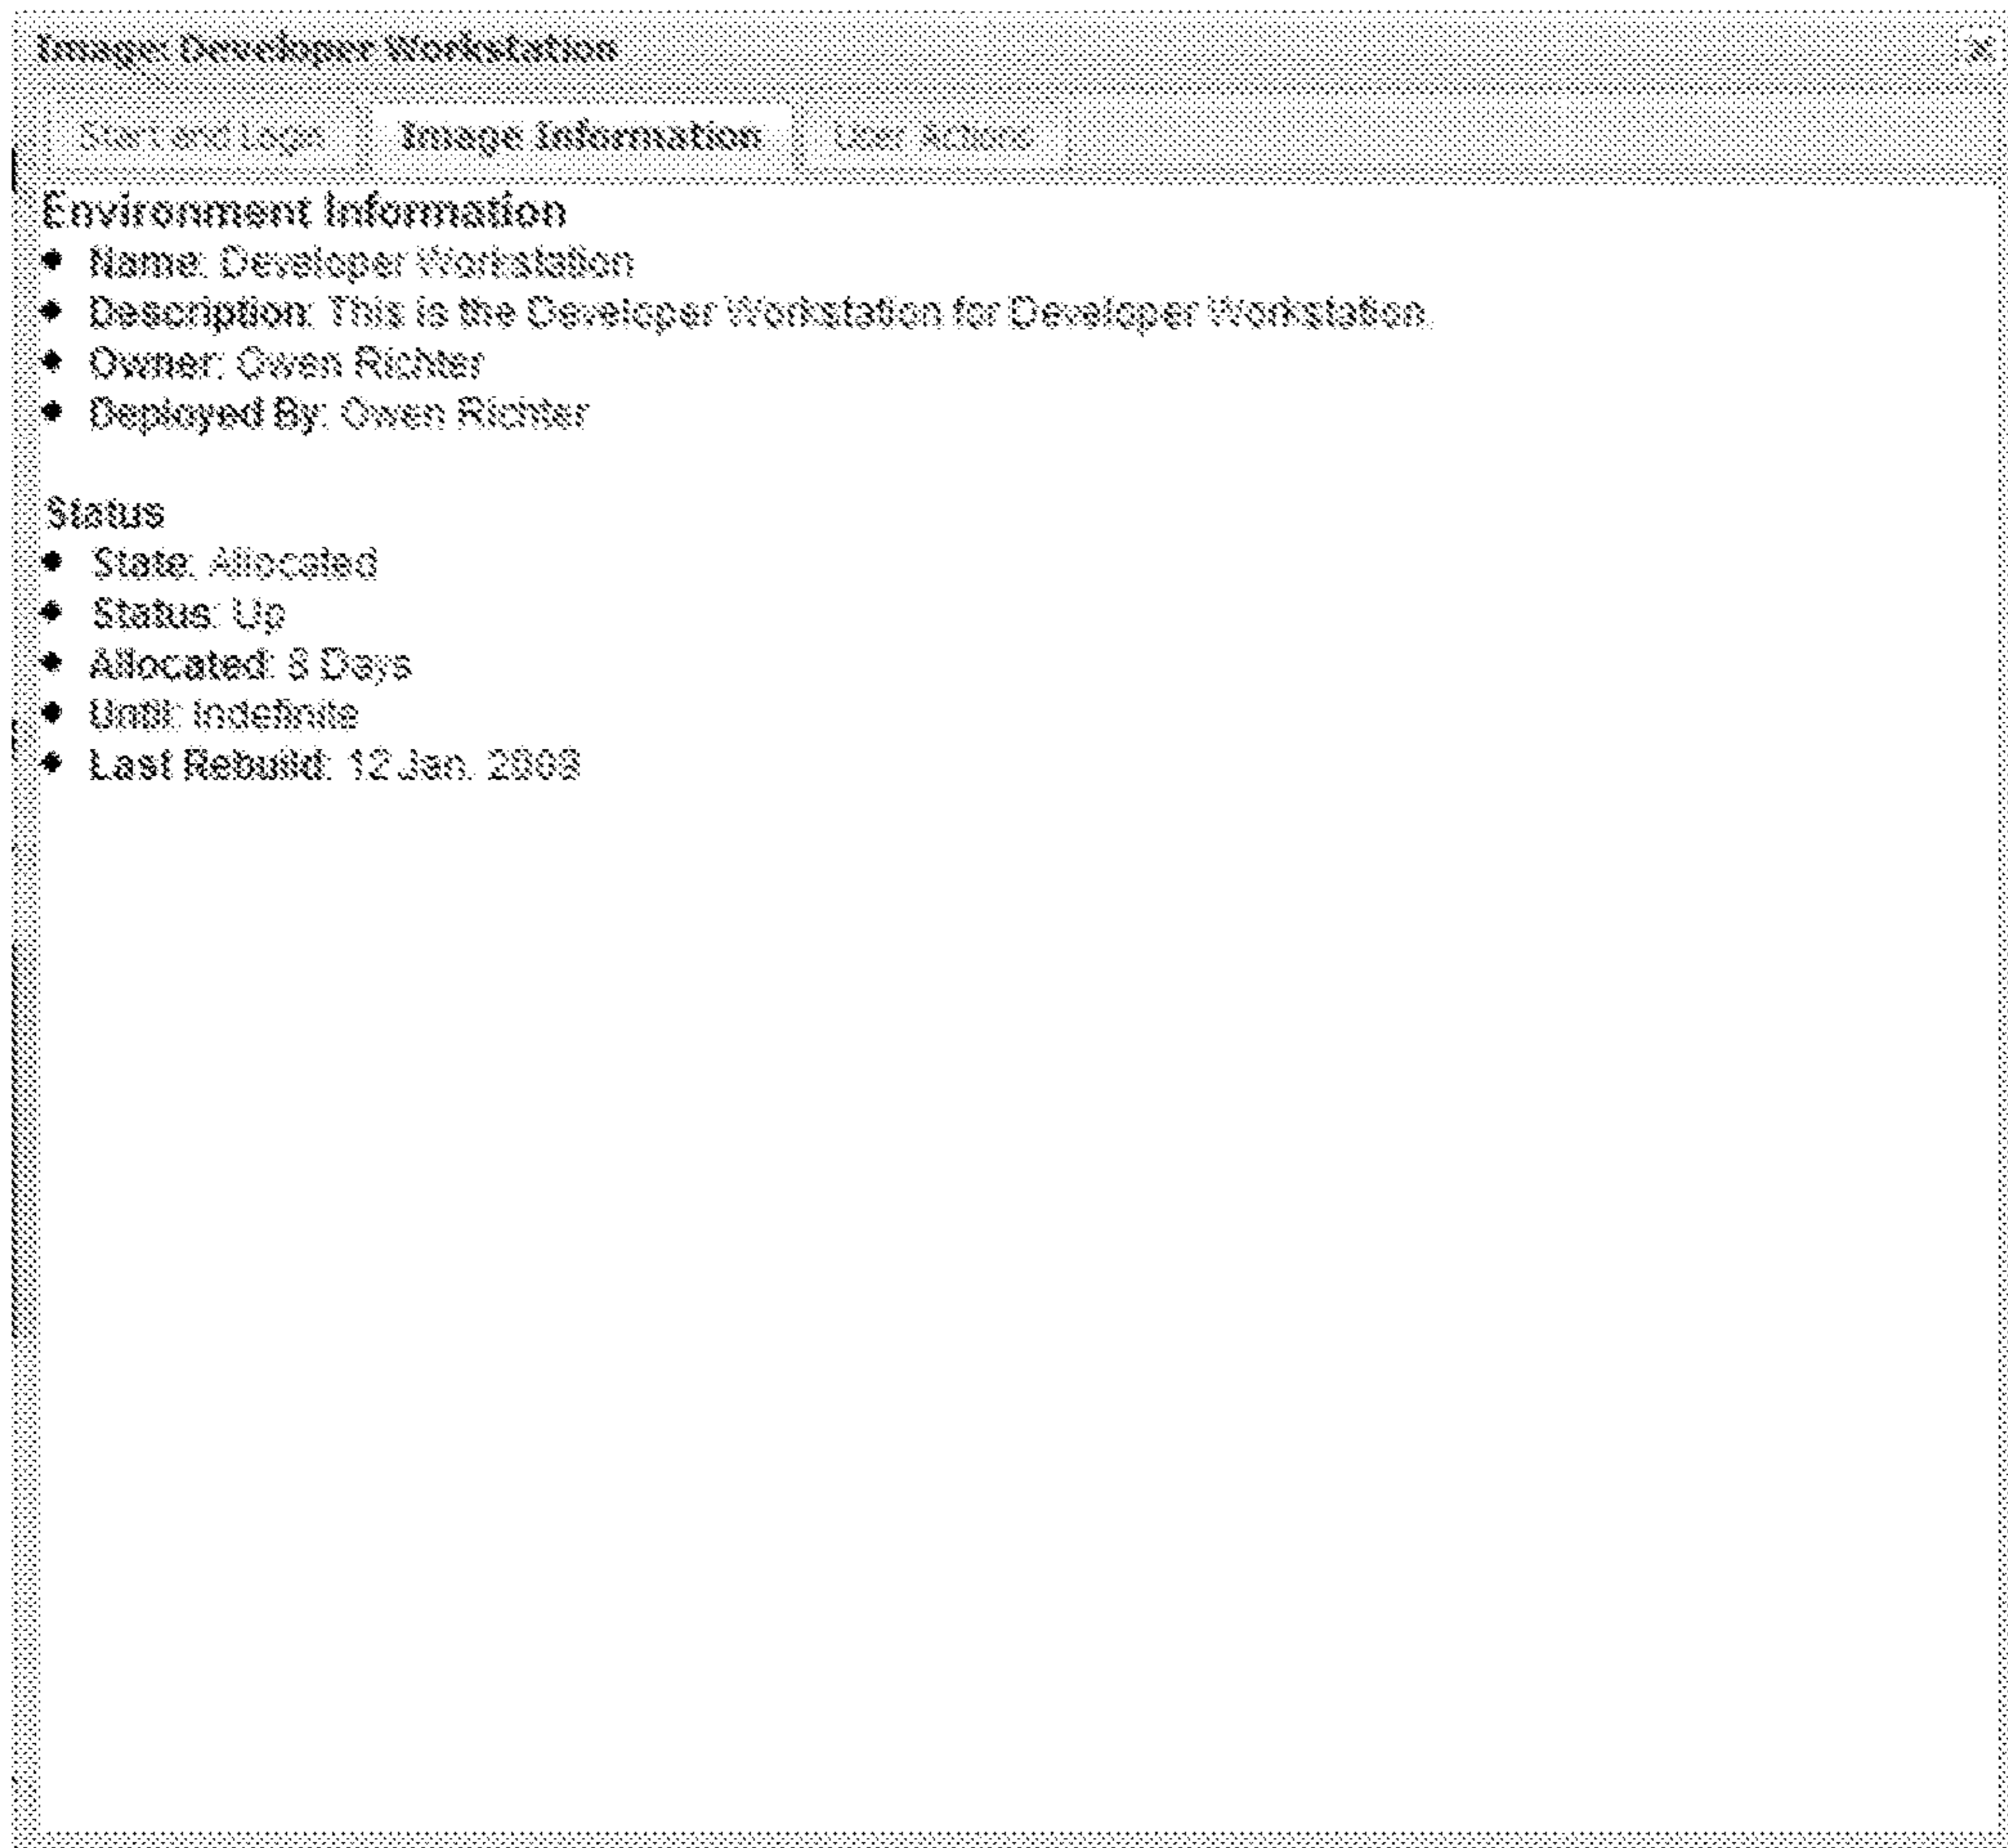 Image: Developer Workstation
Start and Login Image Information User Actions
Environment Information
Name: Developer Workstation
Description: This is the Developer Workstation for Developer Workstation.
Owner: Owen Richter
Deployed By: Owen Richter
Status
State: Allocated
Status: Up
Allocated: 8 Days
Until: Indefinite
Last Rebuild: 12 Jan.